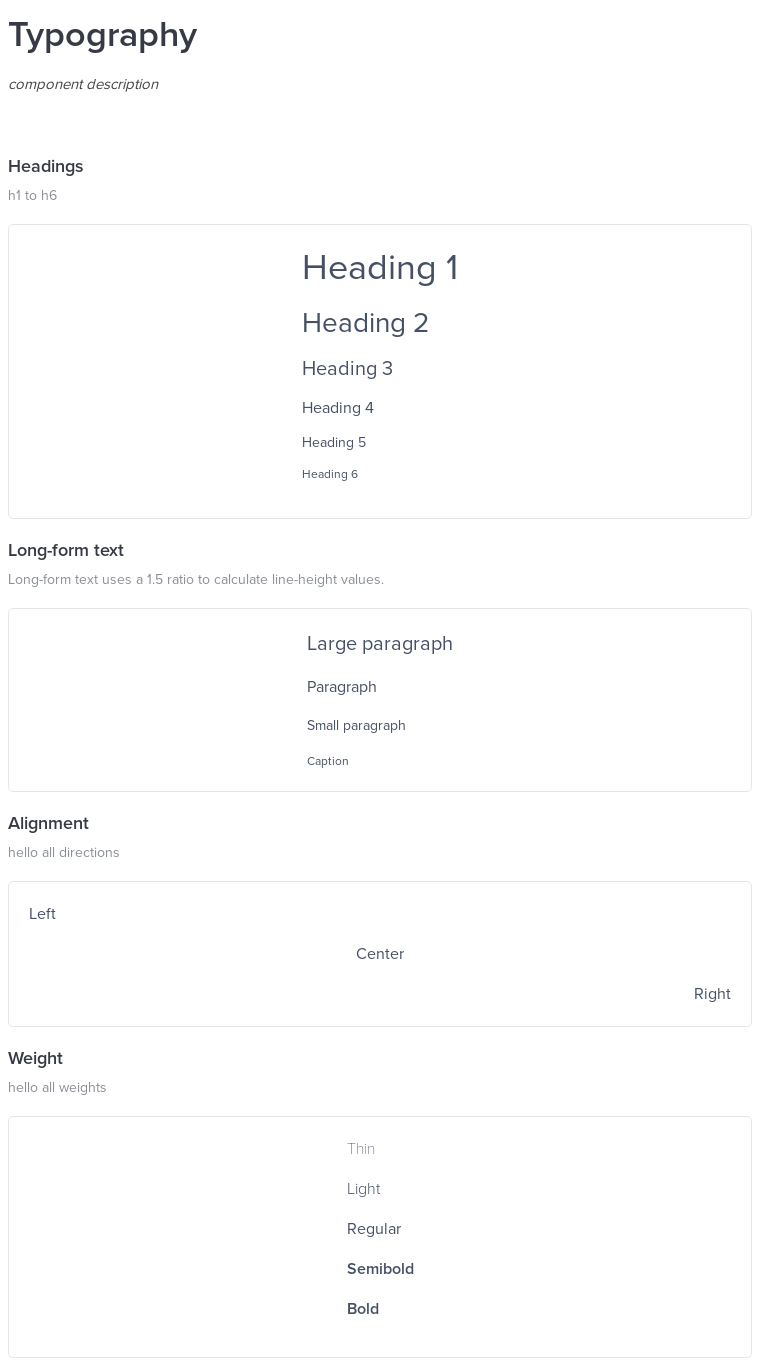 Typography
component description
Headings
h1 to h6
Heading 1
Heading 2
Heading 3
Heading 4
Heading 5
Heading 6
Long-form text
Long-form text uses a 1.5 ratio to calculate line-height values.
Large paragraph
Paragraph
Small paragraph
Caption
Alignment
hello all directions
Left
Center
Right
Weight
hello all weights
Thin
Light
Regular
Semibold
Bold